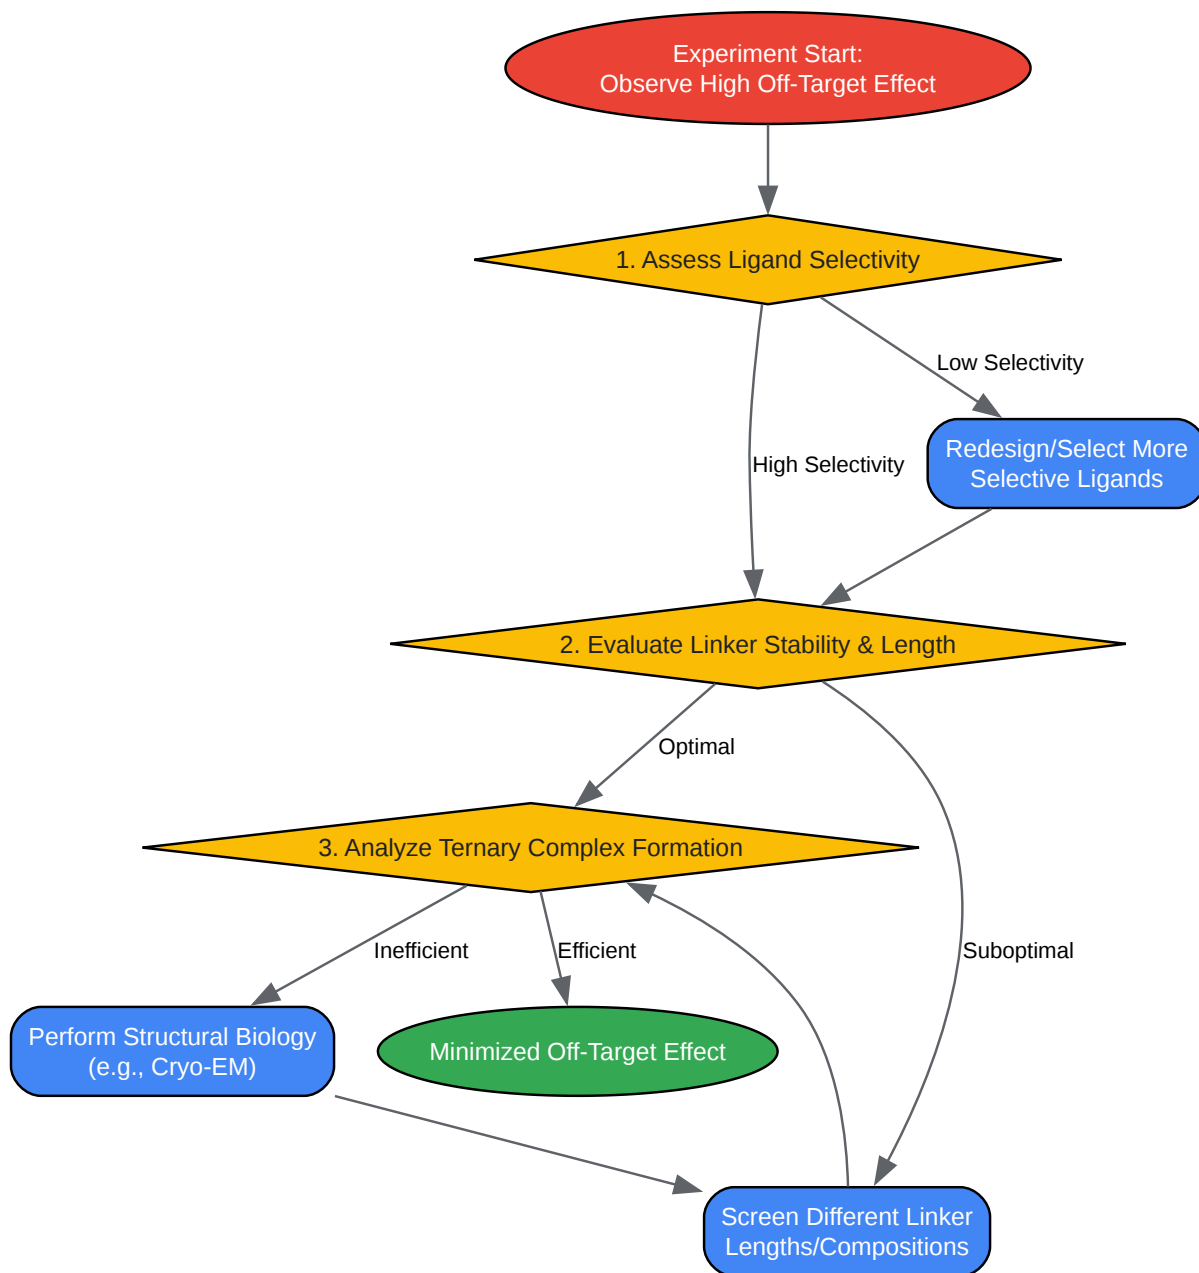 Experiment Start:
Observe High Off-Target Effect
1. Assess Ligand Selectivity
Low Selectivity
Redesign/Select More
Selective Ligands
High Selectivity
2. Evaluate Linker Stability & Length
Optimal
3. Analyze Ternary Complex Formation
Inefficient
Efficient
Suboptimal
Perform Structural Biology
(e.g., Cryo-EM)
Minimized Off-Target Effect
Screen Different Linker
Lengths/Compositions